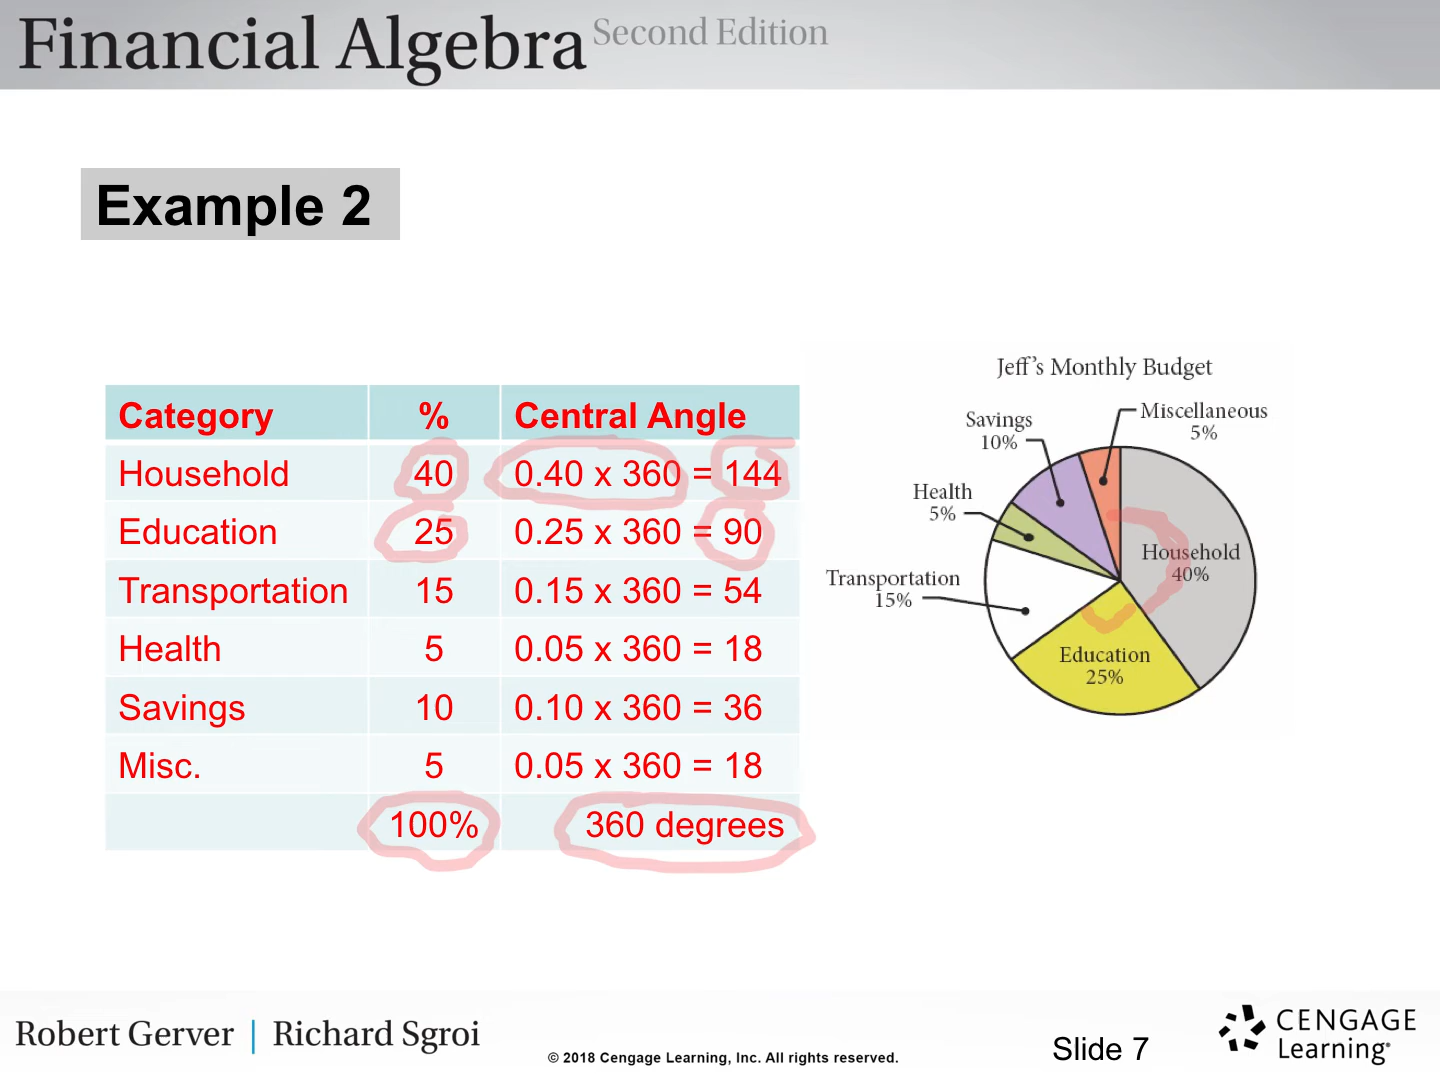 Financial Algebra Second Edition
Example 2
Category % Central Angle
Household 40 0.40 x 360 = 144
Education 25 0.25 x 360 = 90
Transportation 15 0.15 x 360 = 54
Health 5 0.05 x 360 = 18
Savings 10 0.10 x 360 = 36
Misc. 5 0.05 x 360 = 18
100% 360 degrees
Jeff's Monthly Budget
Miscellaneous
5%
Savings
10%
Health
5%
Household
40%
Transportation
15%
Education
25%
Robert Gerver | Richard Sgroi
© 2018 Cengage Learning, Inc. All rights reserved.
Slide 7
CENGAGE
Learning®